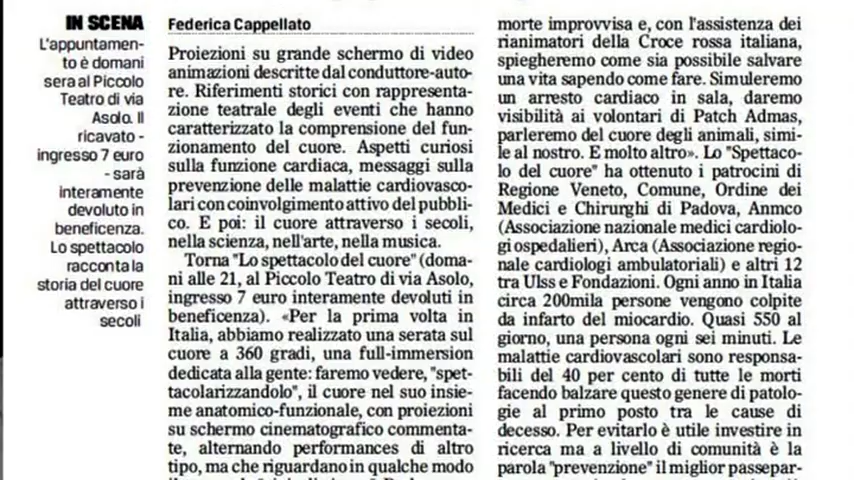 IN SCENA
L'appuntamen-
to è domani
sera al Piccolo
Teatro di via
Asolo. Il
ricavato -
ingresso 7 euro
- sarà
interamente
devoluto in
beneficenza.
Lo spettacolo
racconta la
storia del cuore
attraverso i
secoli
Federica Cappellato
Proiezioni su grande schermo di video
animazioni descritte dal conduttore-auto-
re. Riferimenti storici con rappresenta-
zione teatrale degli eventi che hanno
caratterizzato la comprensione del fun-
zionamento del cuore. Aspetti curiosi
sulla funzione cardiaca, messaggi sulla
prevenzione delle malattie cardiovasco-
lari con coinvolgimento attivo del pubbli-
co. E poi: il cuore attraverso i secoli,
nella scienza, nell'arte, nella musica.
Torna "Lo spettacolo del cuore" (doma-
ni alle 21, al Piccolo Teatro di via Asolo,
ingresso 7 euro interamente devoluti in
beneficenza). «Per la prima volta in
Italia, abbiamo realizzato una serata sul
cuore a 360 gradi, una full-immersion
dedicata alla gente: faremo vedere, "spet-
tacolarizzandolo", il cuore nel suo insie-
me anatomico-funzionale, con proiezioni
su schermo cinematografico commenta-
te, alternando performances di altro
tipo, ma che riguardano in qualche modo
morte improvvisa e, con l'assistenza dei
rianimatori della Croce rossa italiana,
spiegheremo come sia possibile salvare
una vita sapendo come fare. Simuleremo
un arresto cardiaco in sala, daremo
visibilità ai volontari di Patch Admas,
parleremo del cuore degli animali, simi-
le al nostro. E molto altro». Lo "Spettaco-
lo del cuore" ha ottenuto i patrocini di
Regione Veneto, Comune, Ordine dei
Medici e Chirurghi di Padova, Anmco
(Associazione nazionale medici cardiolo-
gi ospedalieri), Arca (Associazione regio-
nale cardiologi ambulatoriali) e altri 12
tra Ulss e Fondazioni. Ogni anno in Italia
circa 200mila persone vengono colpite
da infarto del miocardio. Quasi 550 al
giorno, una persona ogni sei minuti. Le
malattie cardiovascolari sono responsa-
bili del 40 per cento di tutte le morti
facendo balzare questo genere di patolo-
gie al primo posto tra le cause di
decesso. Per evitarlo è utile investire in
ricerca ma a livello di comunità è la
parola "prevenzione" il miglior passepar-